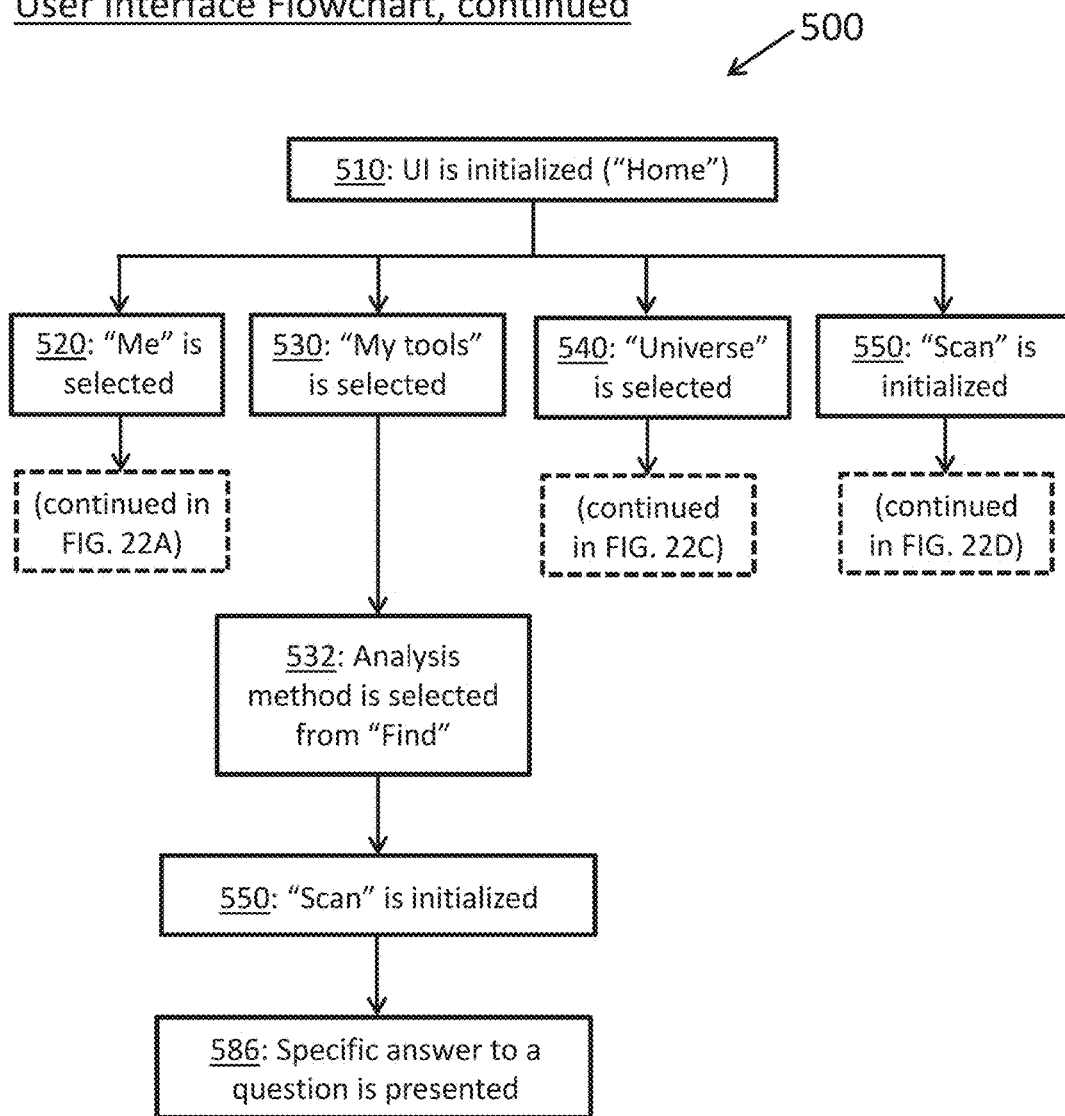 User Interface Flowchart, continued
500
510: UI is initialized (“Home”)
520: “Me” is
selected
530: “My tools”
is selected
540: “Universe”
is selected
550: “Scan” is
initialized
(continued in
FIG. 22A)
(continued
in FIG. 22C)
(continued
in FIG. 22D)
532: Analysis
method is selected
from “Find”
550: “Scan” is initialized
586: Specific answer to a
question is presented